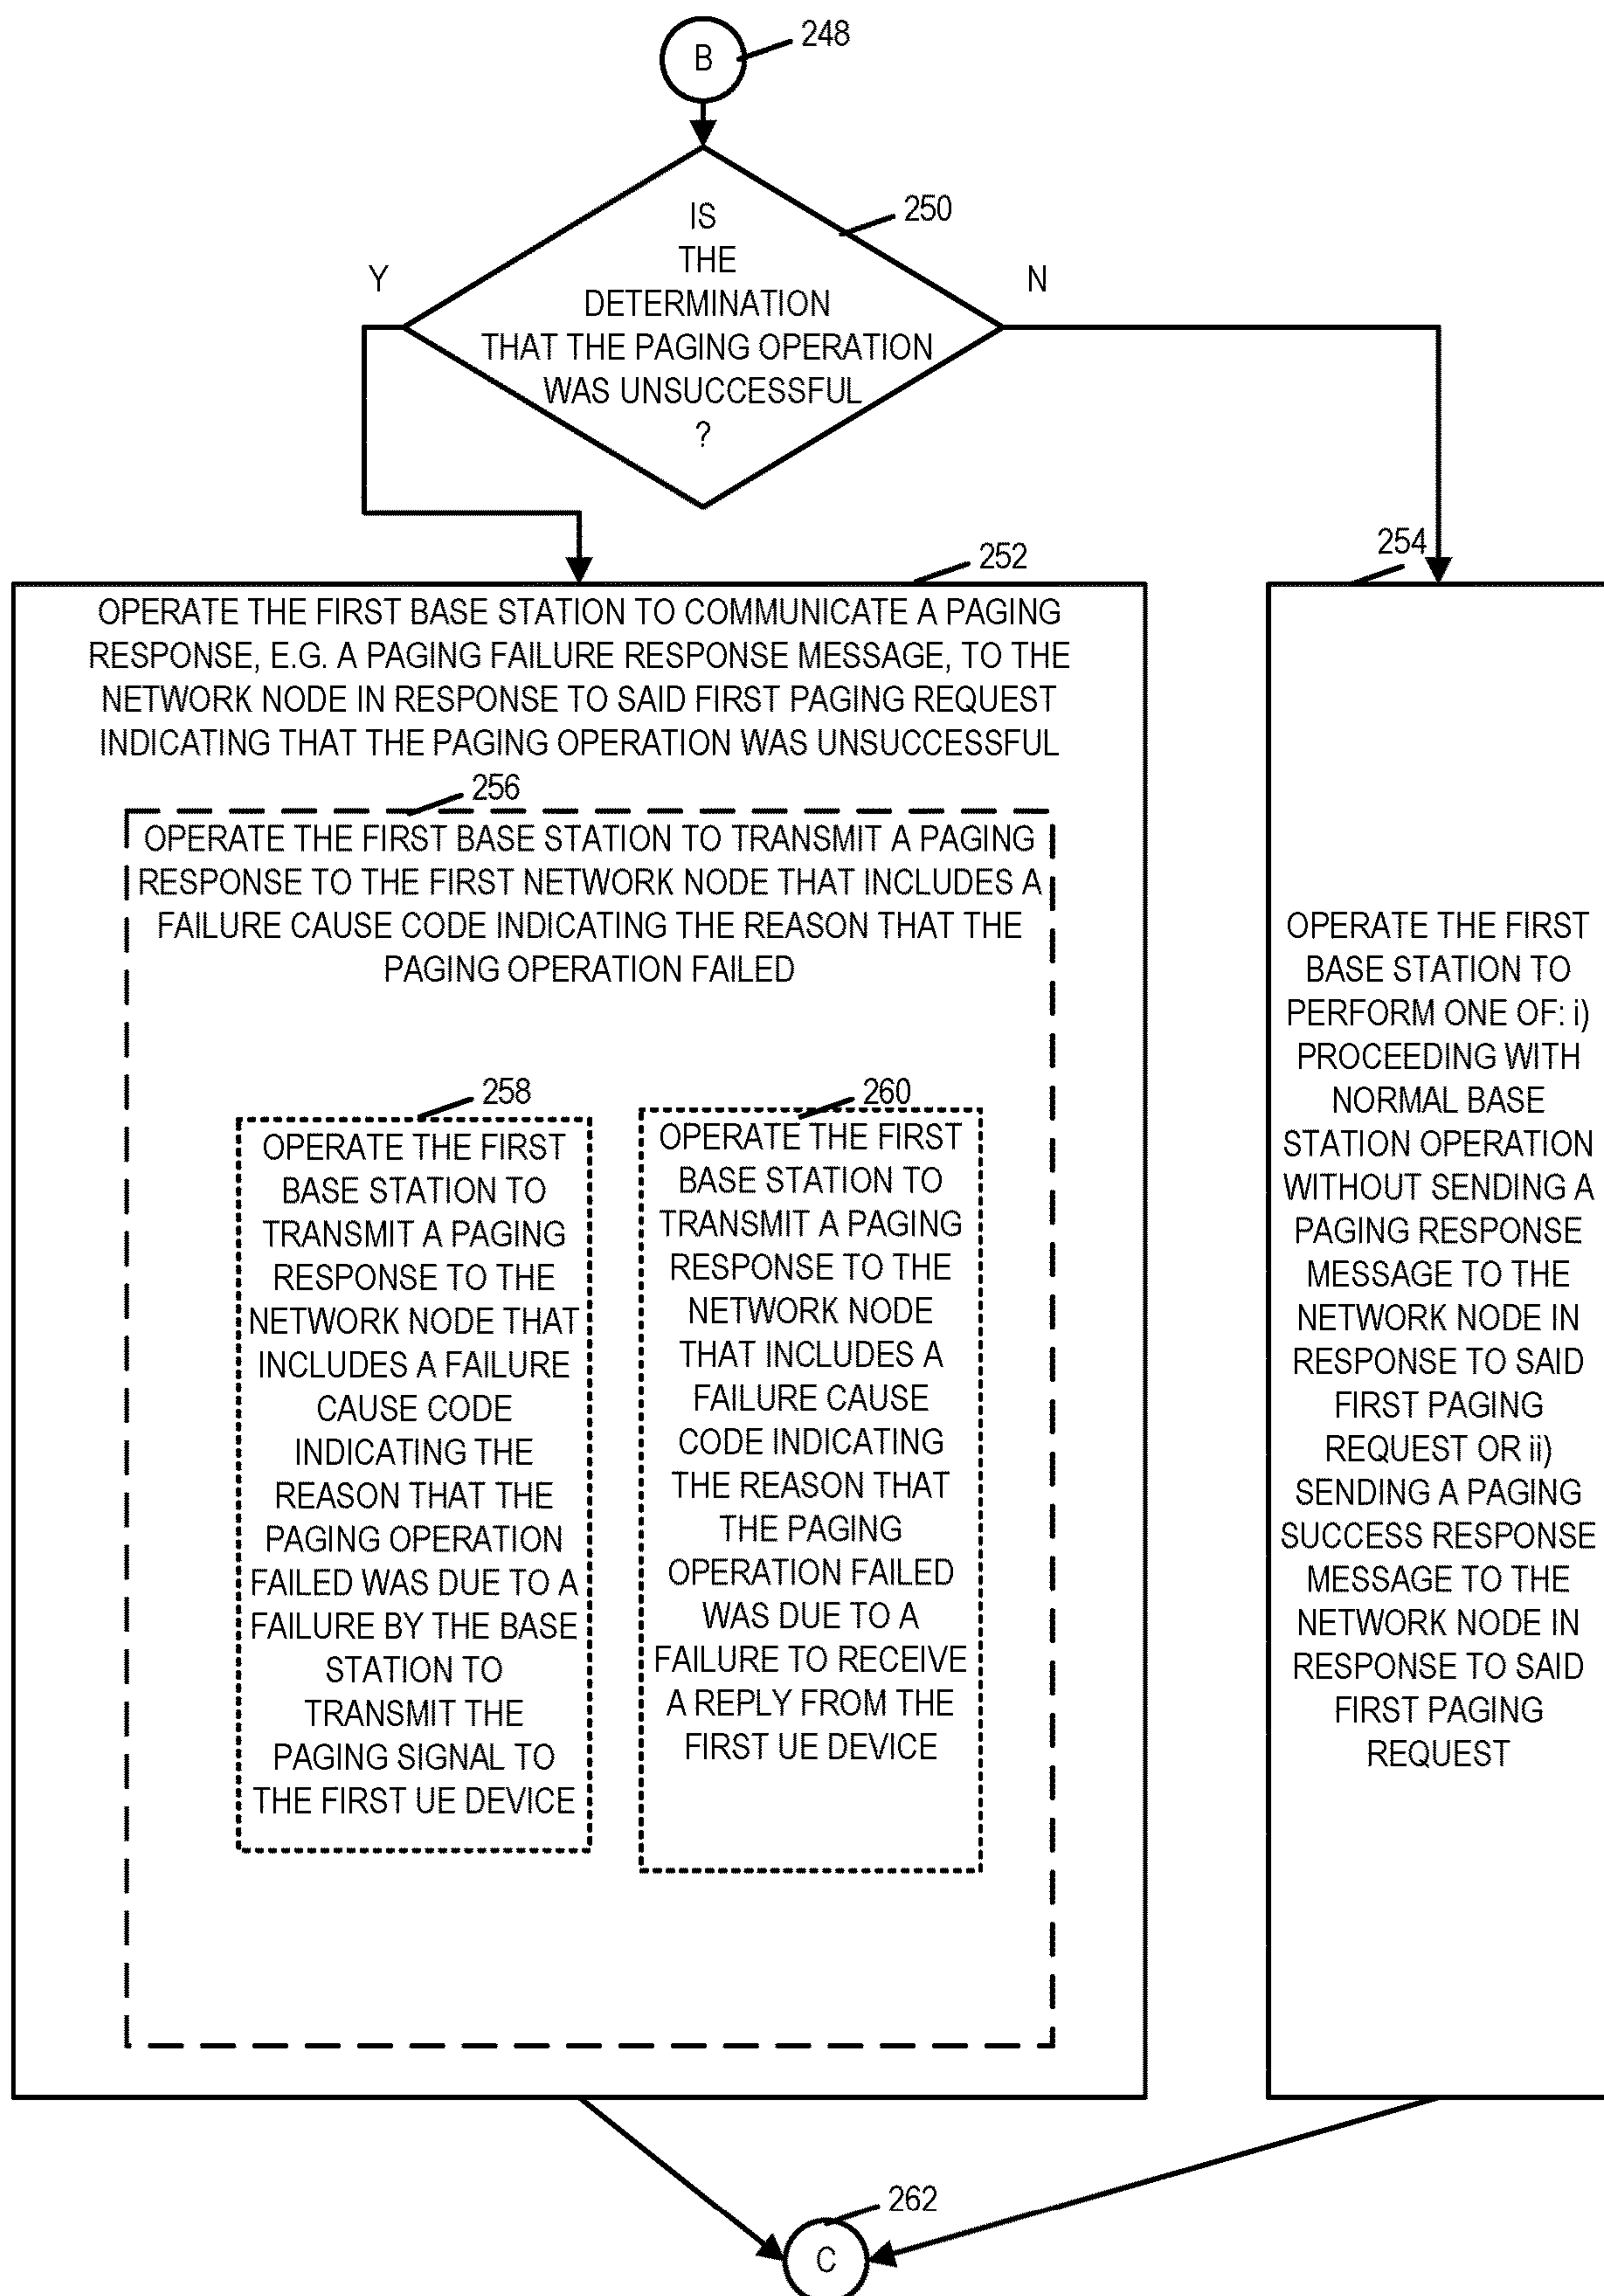 B
248
250
IS
THE
DETERMINATION
THAT THE PAGING OPERATION
WAS UNSUCCESSFUL
?
Y
N
252
OPERATE THE FIRST BASE STATION TO COMMUNICATE A PAGING
RESPONSE, E.G. A PAGING FAILURE RESPONSE MESSAGE, TO THE
NETWORK NODE IN RESPONSE TO SAID FIRST PAGING REQUEST
INDICATING THAT THE PAGING OPERATION WAS UNSUCCESSFUL
256
OPERATE THE FIRST BASE STATION TO TRANSMIT A PAGING
RESPONSE TO THE FIRST NETWORK NODE THAT INCLUDES A
FAILURE CAUSE CODE INDICATING THE REASON THAT THE
PAGING OPERATION FAILED
258
OPERATE THE FIRST
BASE STATION TO
TRANSMIT A PAGING
RESPONSE TO THE
NETWORK NODE THAT
INCLUDES A FAILURE
CAUSE CODE
INDICATING THE
REASON THAT THE
PAGING OPERATION
FAILED WAS DUE TO A
FAILURE BY THE BASE
STATION TO
TRANSMIT THE
PAGING SIGNAL TO
THE FIRST UE DEVICE
260
OPERATE THE FIRST
BASE STATION TO
TRANSMIT A PAGING
RESPONSE TO THE
NETWORK NODE
THAT INCLUDES A
FAILURE CAUSE
CODE INDICATING
THE REASON THAT
THE PAGING
OPERATION FAILED
WAS DUE TO A
FAILURE TO RECEIVE
A REPLY FROM THE
FIRST UE DEVICE
254
OPERATE THE FIRST
BASE STATION TO
PERFORM ONE OF: i)
PROCEEDING WITH
NORMAL BASE
STATION OPERATION
WITHOUT SENDING A
PAGING RESPONSE
MESSAGE TO THE
NETWORK NODE IN
RESPONSE TO SAID
FIRST PAGING
REQUEST OR ii)
SENDING A PAGING
SUCCESS RESPONSE
MESSAGE TO THE
NETWORK NODE IN
RESPONSE TO SAID
FIRST PAGING
REQUEST
262
C